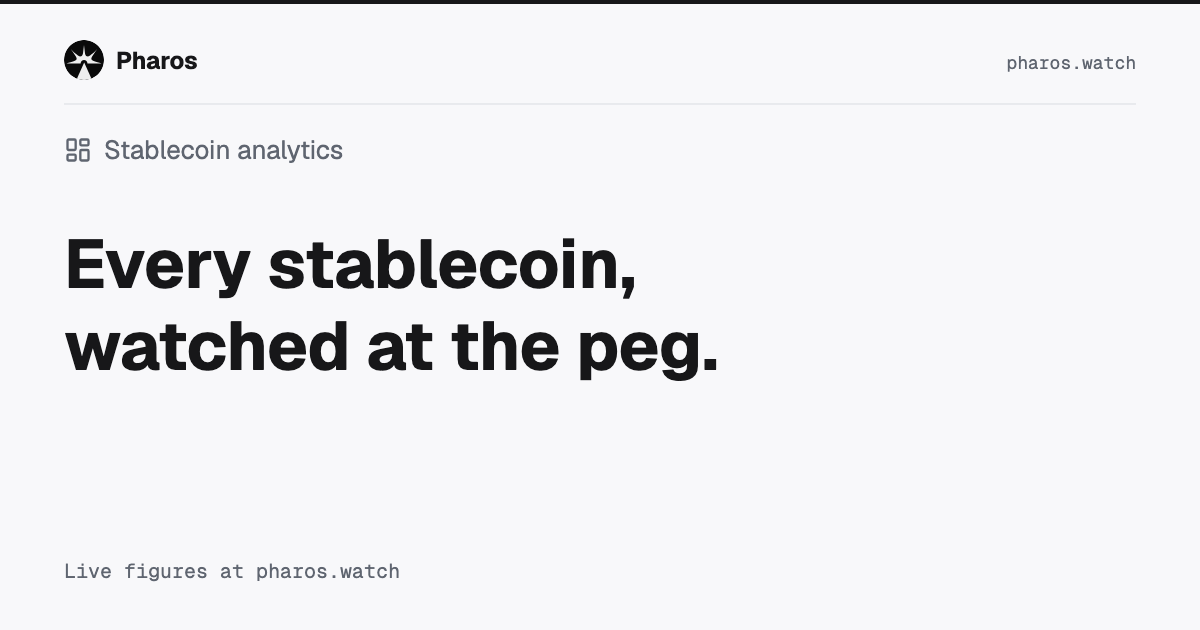 Pharos
pharos.watch
Stablecoin analytics
Every stablecoin,
watched at the peg.
Live figures at pharos.watch